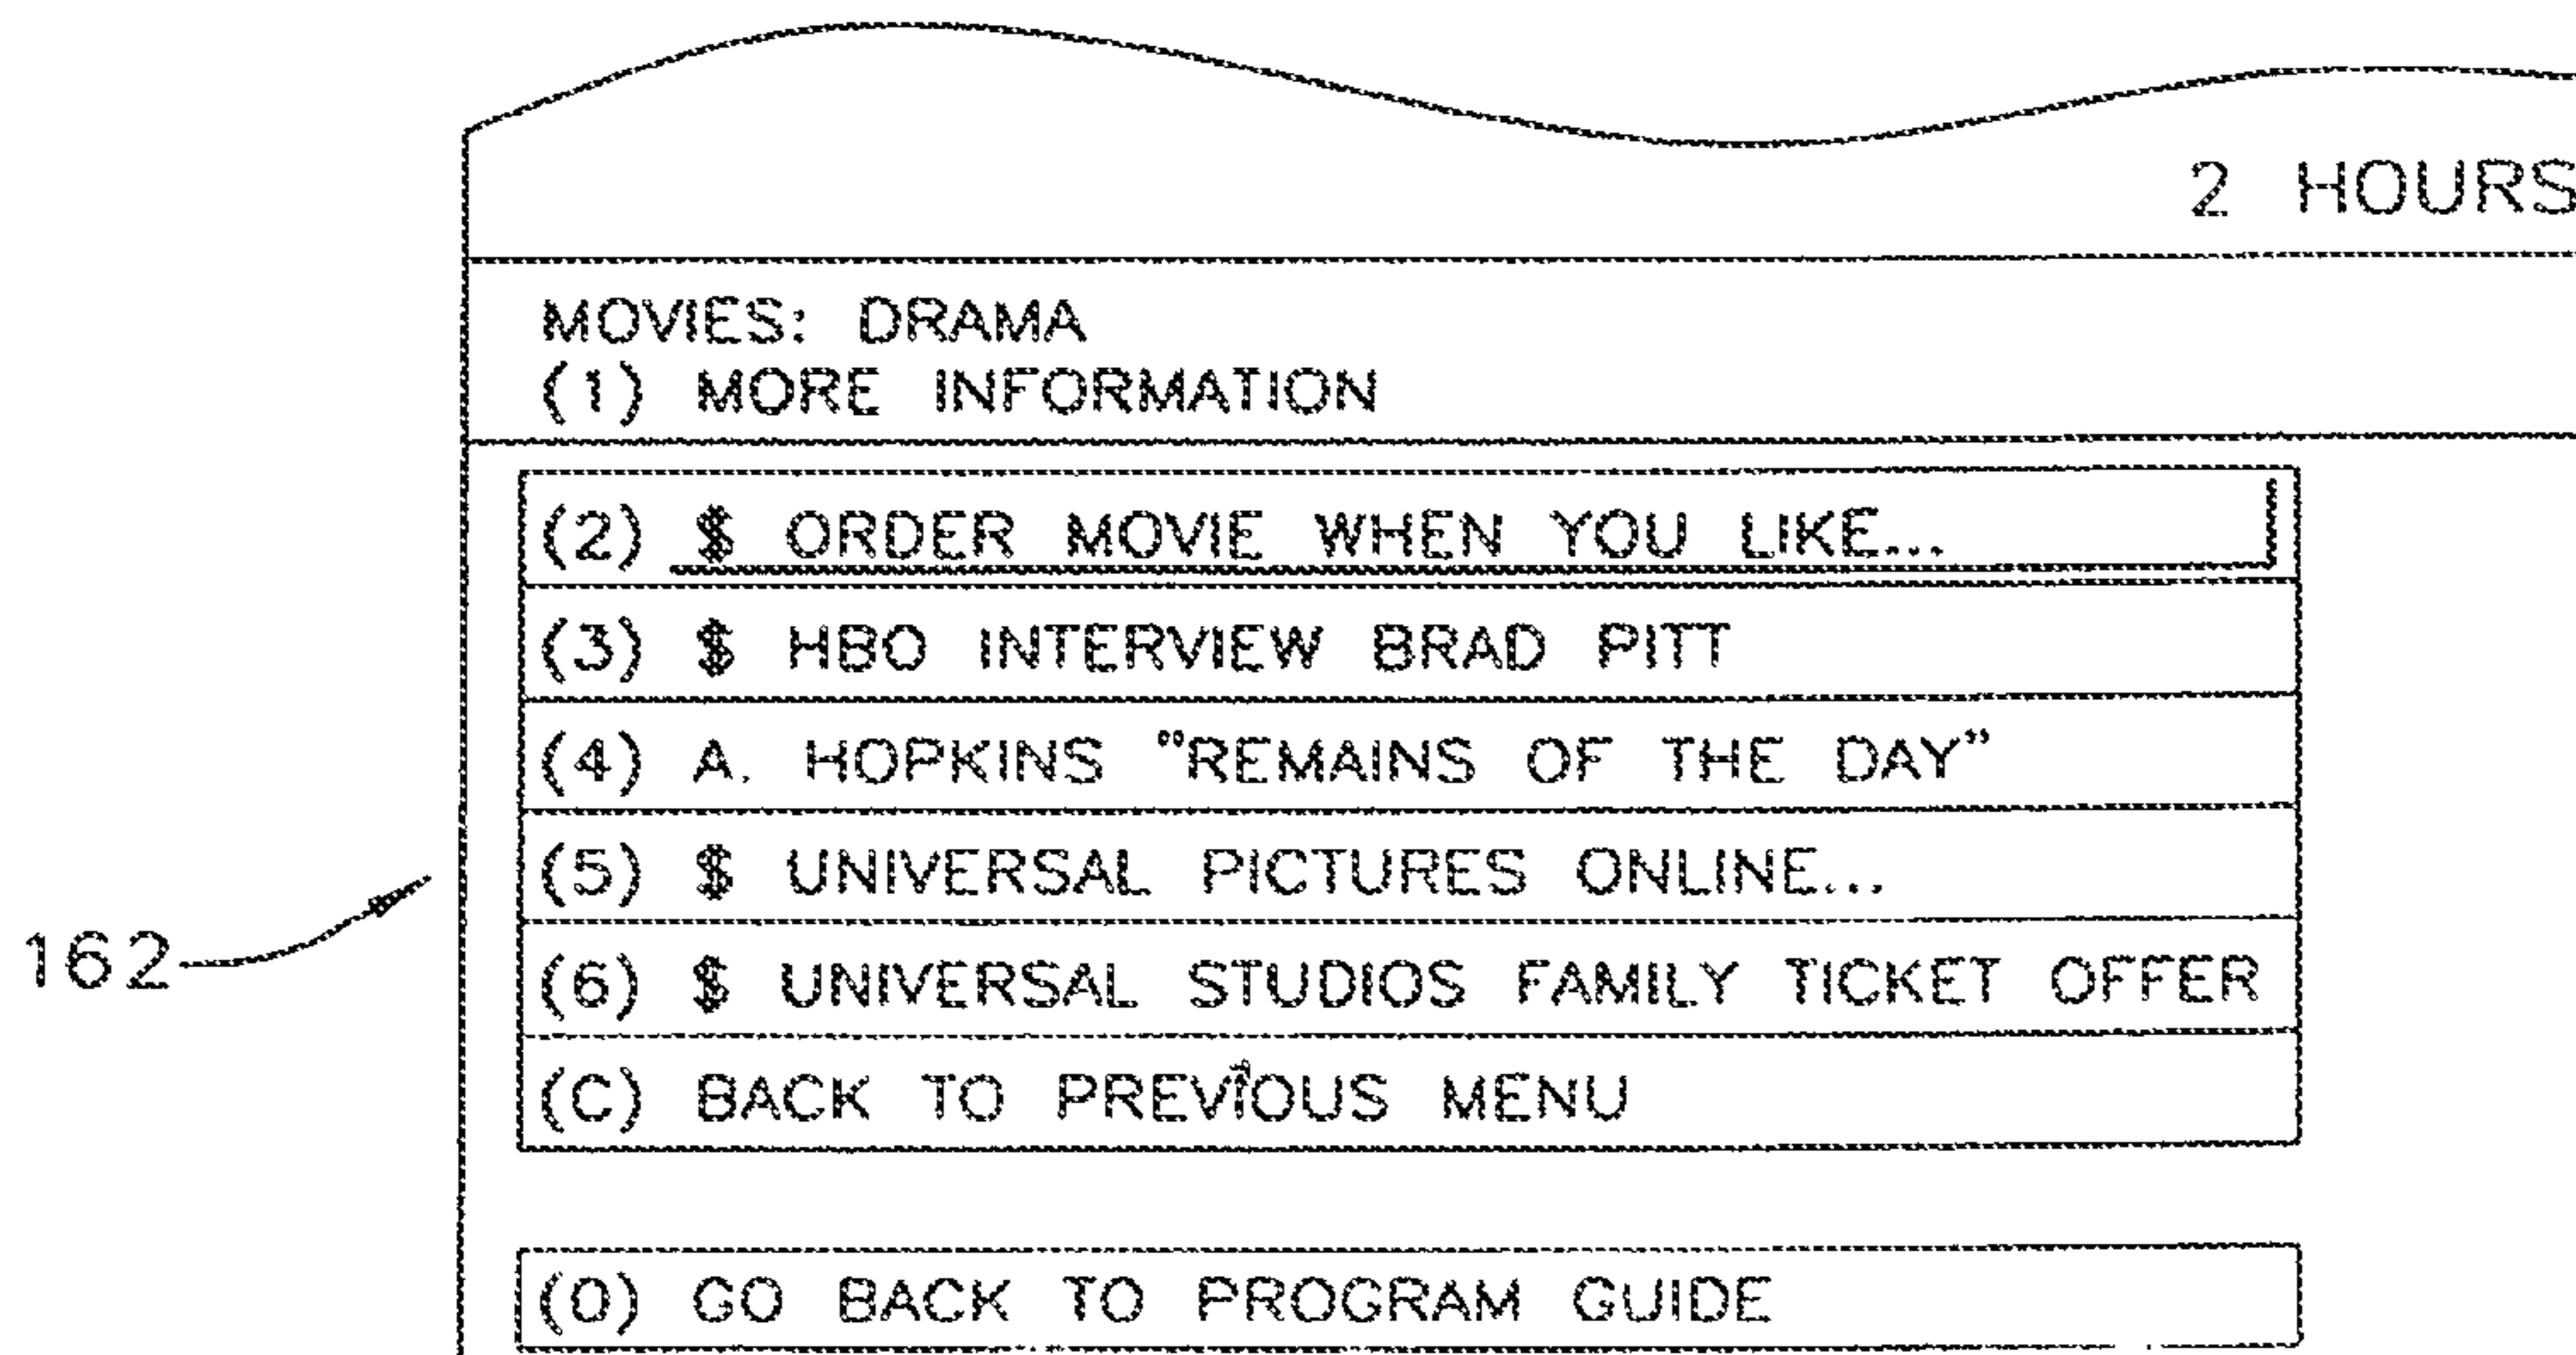 2 HOURS
MOVIES: DRAMA
(1) MORE INFORMATION
(2) $ ORDER MOVIE WHEN YOU LIKE...
(3) $ HBO INTERVIEW BRAD PITT
(4) A. HOPKINS "REMAINS OF THE DAY"
(5) $ UNIVERSAL PICTURES ONLINE...
162
(6) $ UNIVERSAL STUDIOS FAMILY TICKET OFFER
(C) BACK TO PREVIOUS MENU
(0) GO BACK TO PROGRAM GUIDE